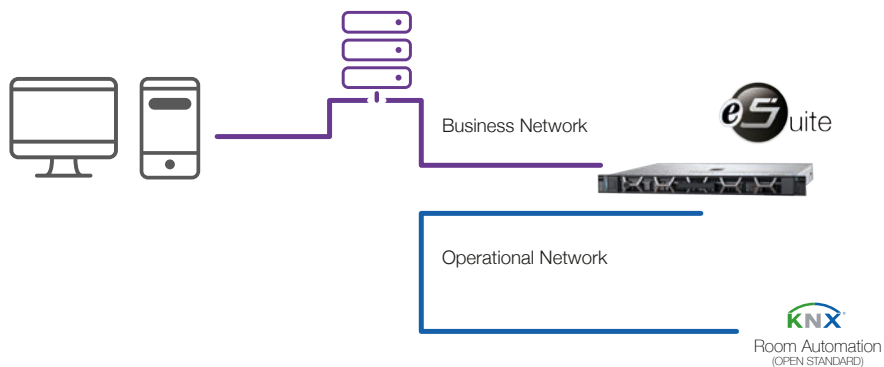 Business Network
eSuite
Operational Network
KNX
Room Automation
(OPEN STANDARD)